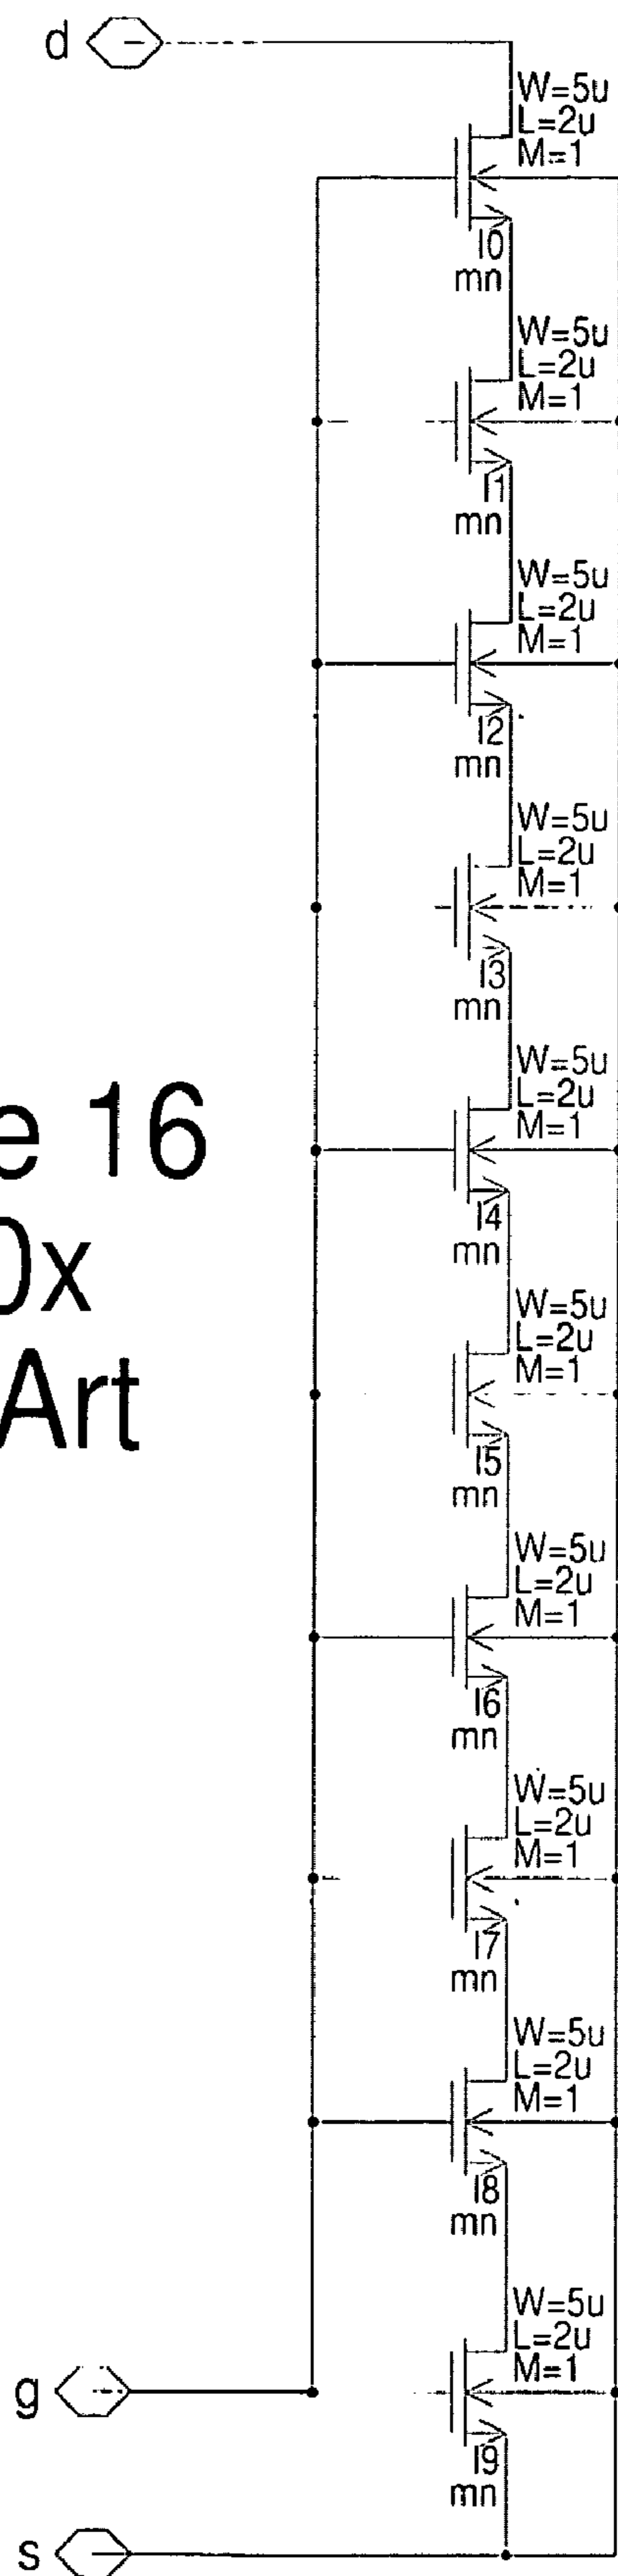 d
W=5u
L=2u
M=1
I0
mn
W=5u
L=2u
M=1
I1
mn
W=5u
L=2u
M=1
I2
mn
W=5u
L=2u
M=1
I3
mn
e 16
0x
Art
W=5u
L=2u
M=1
I4
mn
W=5u
L=2u
M=1
I5
mn
W=5u
L=2u
M=1
I6
mn
W=5u
L=2u
M=1
I7
mn
W=5u
L=2u
M=1
I8
mn
W=5u
L=2u
M=1
g
I9
mn
s